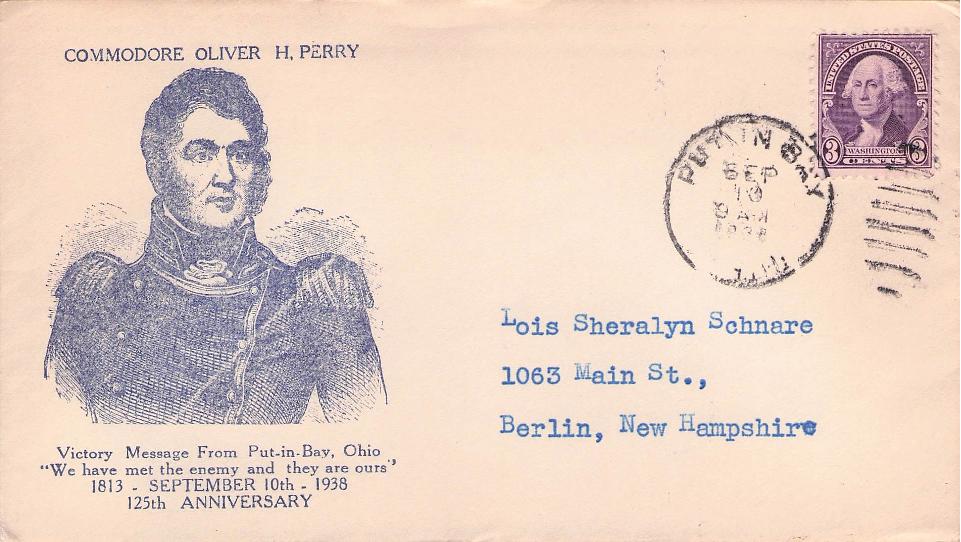 COMMODORE OLIVER H. PERRY
UNITED STATES POSTAGE
3 WASHINGTON 3
CENTS
PUT IN BAY
SEP
10
AM
1938
Lois Sheralyn Schnare
1063 Main St.,
Berlin, New Hampshire
Victory Message From Put-in-Bay, Ohio
"We have met the enemy and they are ours"
1813 - SEPTEMBER 10th - 1938
125th ANNIVERSARY